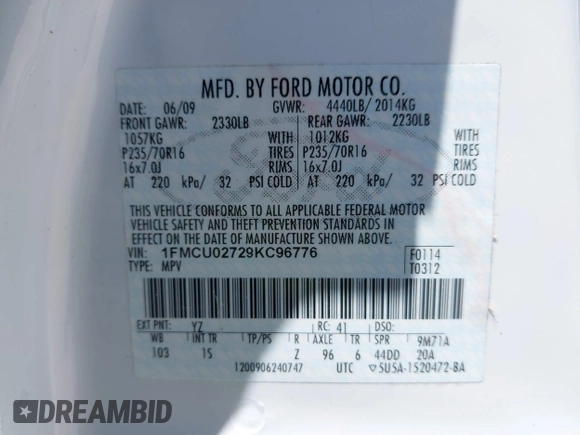 MFD. BY FORD MOTOR CO.
DATE: 06/09 GVWR: 4440LB/ 2014KG
FRONT GAWR: 2330LB REAR GAWR: 2230LB
1057KG WITH 1012KG WITH
P235/70R16 TIRES P235/70R16 TIRES
16x7.0J RIMS 16x7.0J RIMS
AT 220 kPa/ 32 PSI COLD AT 220 kPa/ 32 PSI COLD
THIS VEHICLE CONFORMS TO ALL APPLICABLE FEDERAL MOTOR
VEHICLE SAFETY AND THEFT PREVENTION STANDARDS IN
EFFECT ON THE DATE OF MANUFACTURE SHOWN ABOVE.
VIN: 1FMCU02729KC96776 F0114
TYPE: MPV T0312
EXT PNT: YZ RC: 41 DSO:
WB INT TR TP/PS R AXLE TR SPR 9M71A
103 1S Z 96 6 44DD 20A
1200906240747 UTC ▽5U5A-1520472-BA
DREAMBID